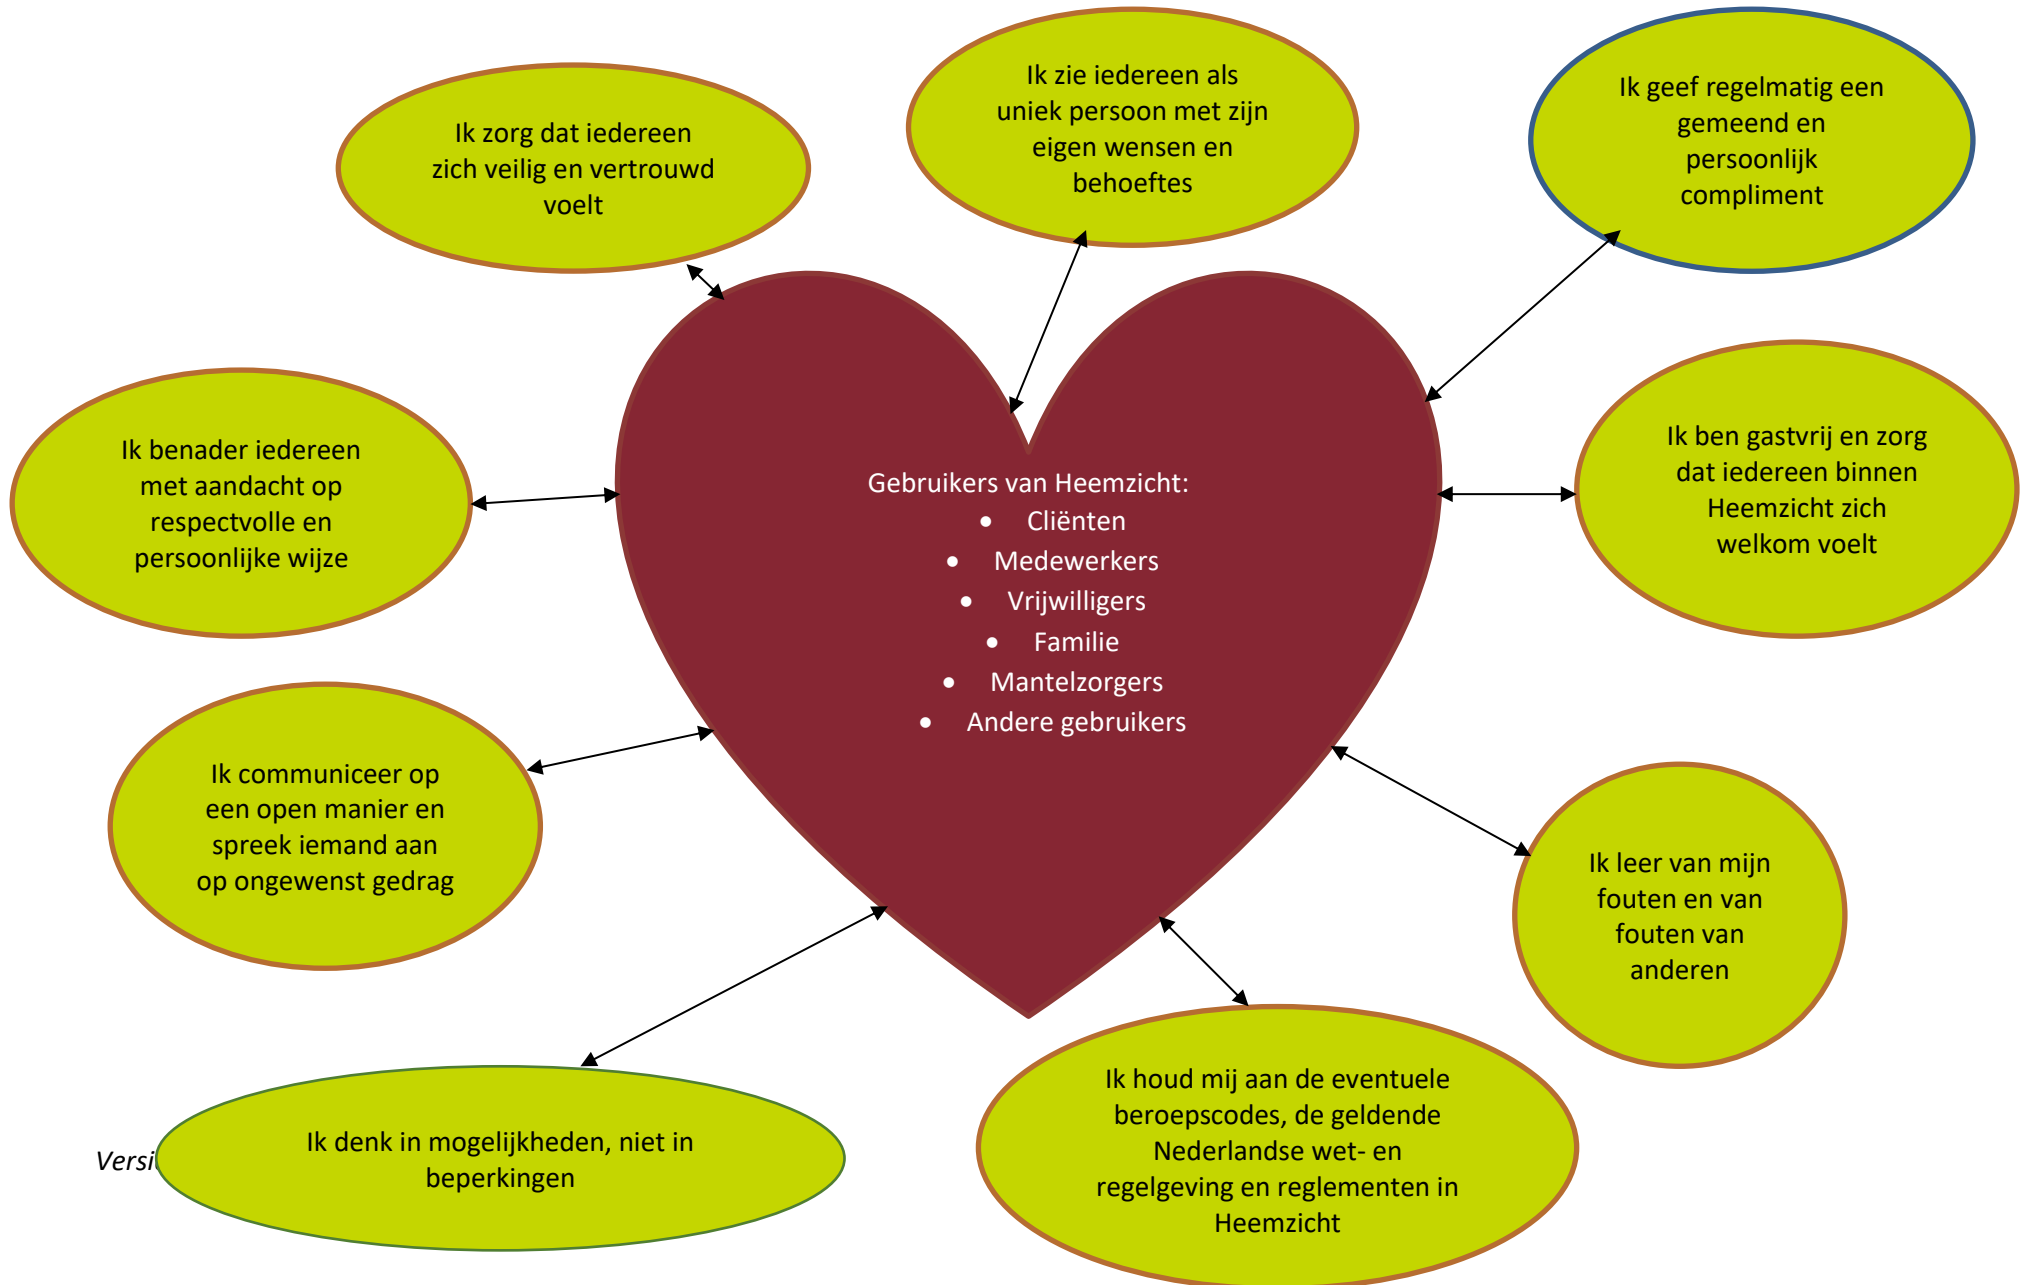 Ik zorg dat iedereen
zich veilig en vertrouwd
voelt
Ik zie iedereen als
uniek persoon met zijn
eigen wensen en
behoeftes
Ik geef regelmatig een
gemeend en
persoonlijk
compliment
Ik benader iedereen
met aandacht op
respectvolle en
persoonlijke wijze
Gebruikers van Heemzicht:
• Cliënten
• Medewerkers
• Vrijwilligers
• Familie
• Mantelzorgers
• Andere gebruikers
Ik ben gastvrij en zorg
dat iedereen binnen
Heemzicht zich
welkom voelt
Ik communiceer op
een open manier en
spreek iemand aan
op ongewenst gedrag
Ik leer van mijn
fouten en van
fouten van
anderen
Ik denk in mogelijkheden, niet in
beperkingen
Ik houd mij aan de eventuele
beroepscodes, de geldende
Nederlandse wet- en
regelgeving en reglementen in
Heemzicht